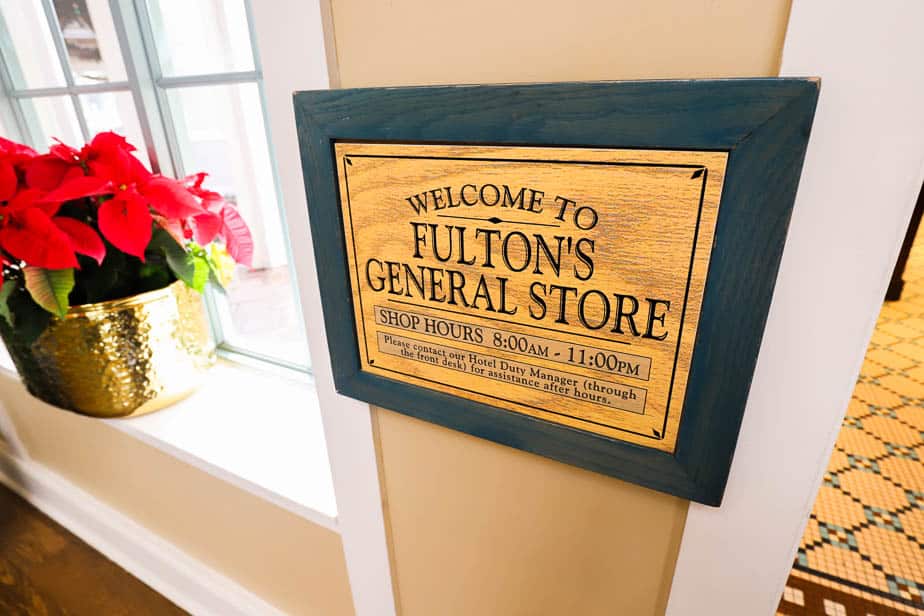 WELCOME TO
FULTON'S
GENERAL STORE
SHOP HOURS 8:00AM - 11:00PM
Please contact our Hotel Duty Manager (through
the front desk) for assistance after hours.